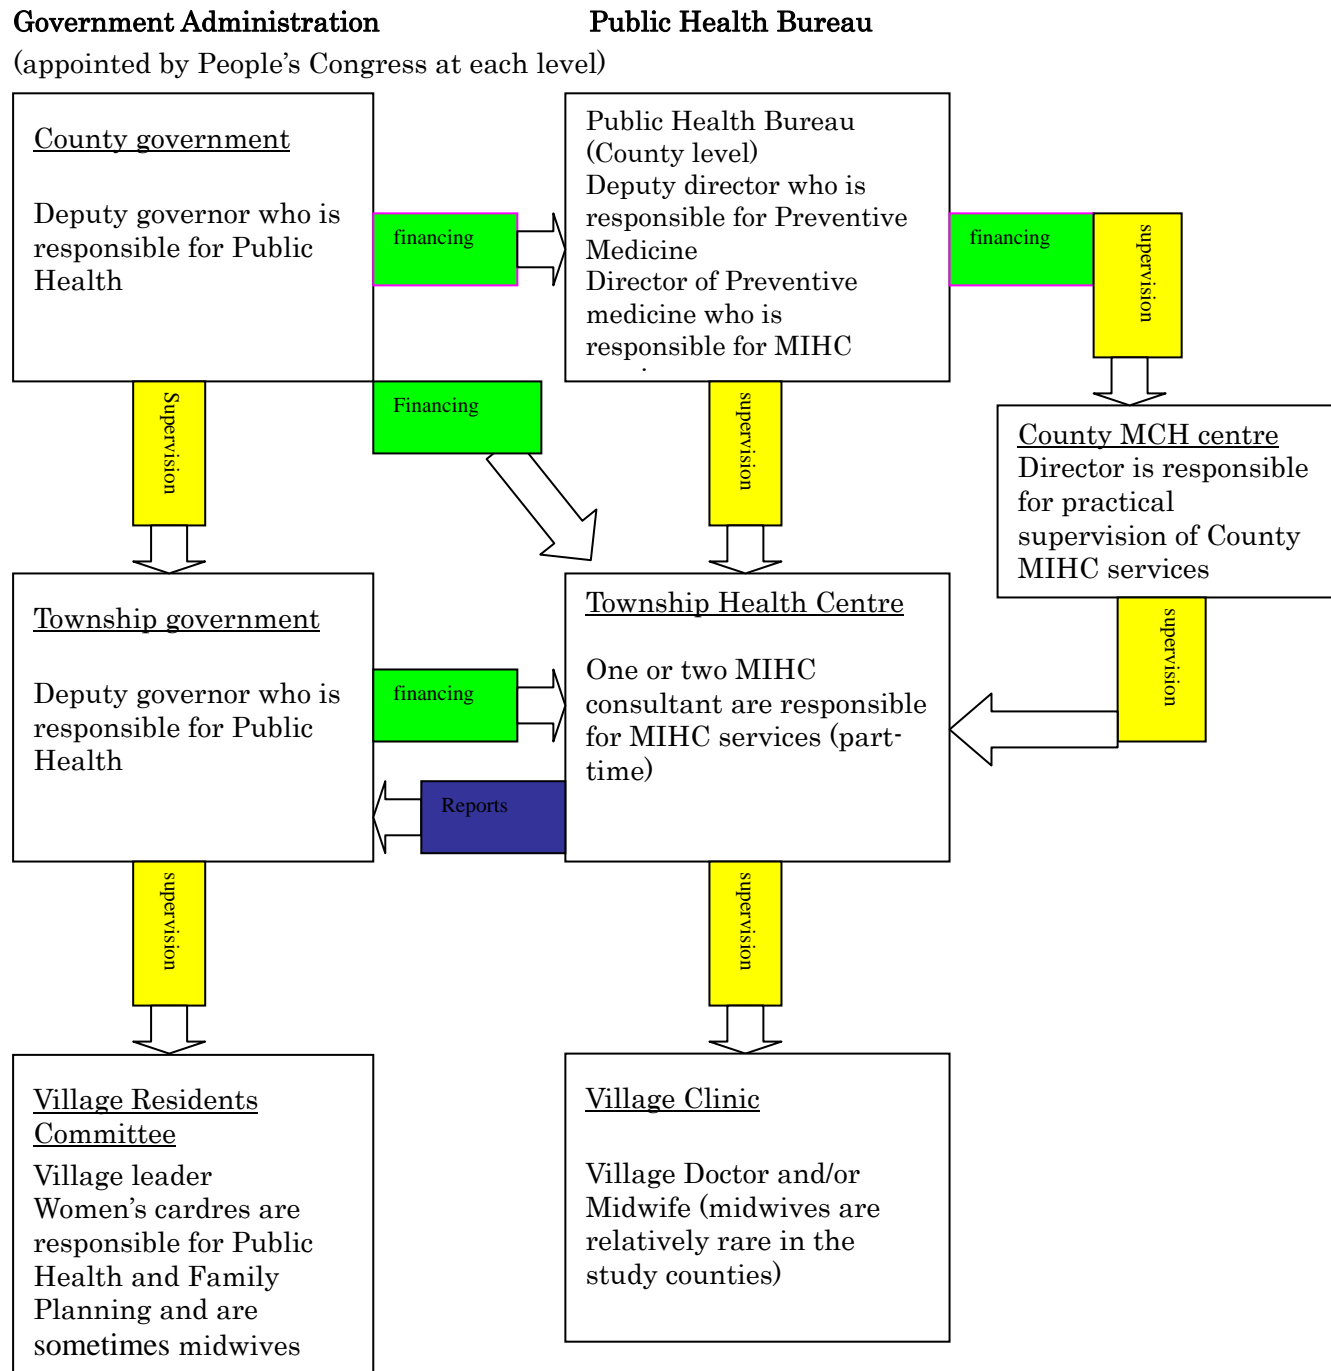 Government Administration
Public Health Bureau
(appointed by People's Congress at each level)
County government
Deputy governor who is
responsible for Public
Health
financing
Public Health Bureau
(County level)
Deputy director who is
responsible for Preventive
Medicine
Director of Preventive
medicine who is
responsible for MIHC
financing
supervision
Supervision
Financing
supervision
County MCH centre
Director is responsible
for practical
supervision of County
MIHC services
Township government
Deputy governor who is
responsible for Public
Health
financing
Reports
Township Health Centre
One or two MIHC
consultant are responsible
for MIHC services (part-
time)
supervision
supervision
supervision
Village Residents
Committee
Village leader
Women's cardres are
responsible for Public
Health and Family
Planning and are
sometimes midwives
Village Clinic
Village Doctor and/or
Midwife (midwives are
relatively rare in the
study counties)